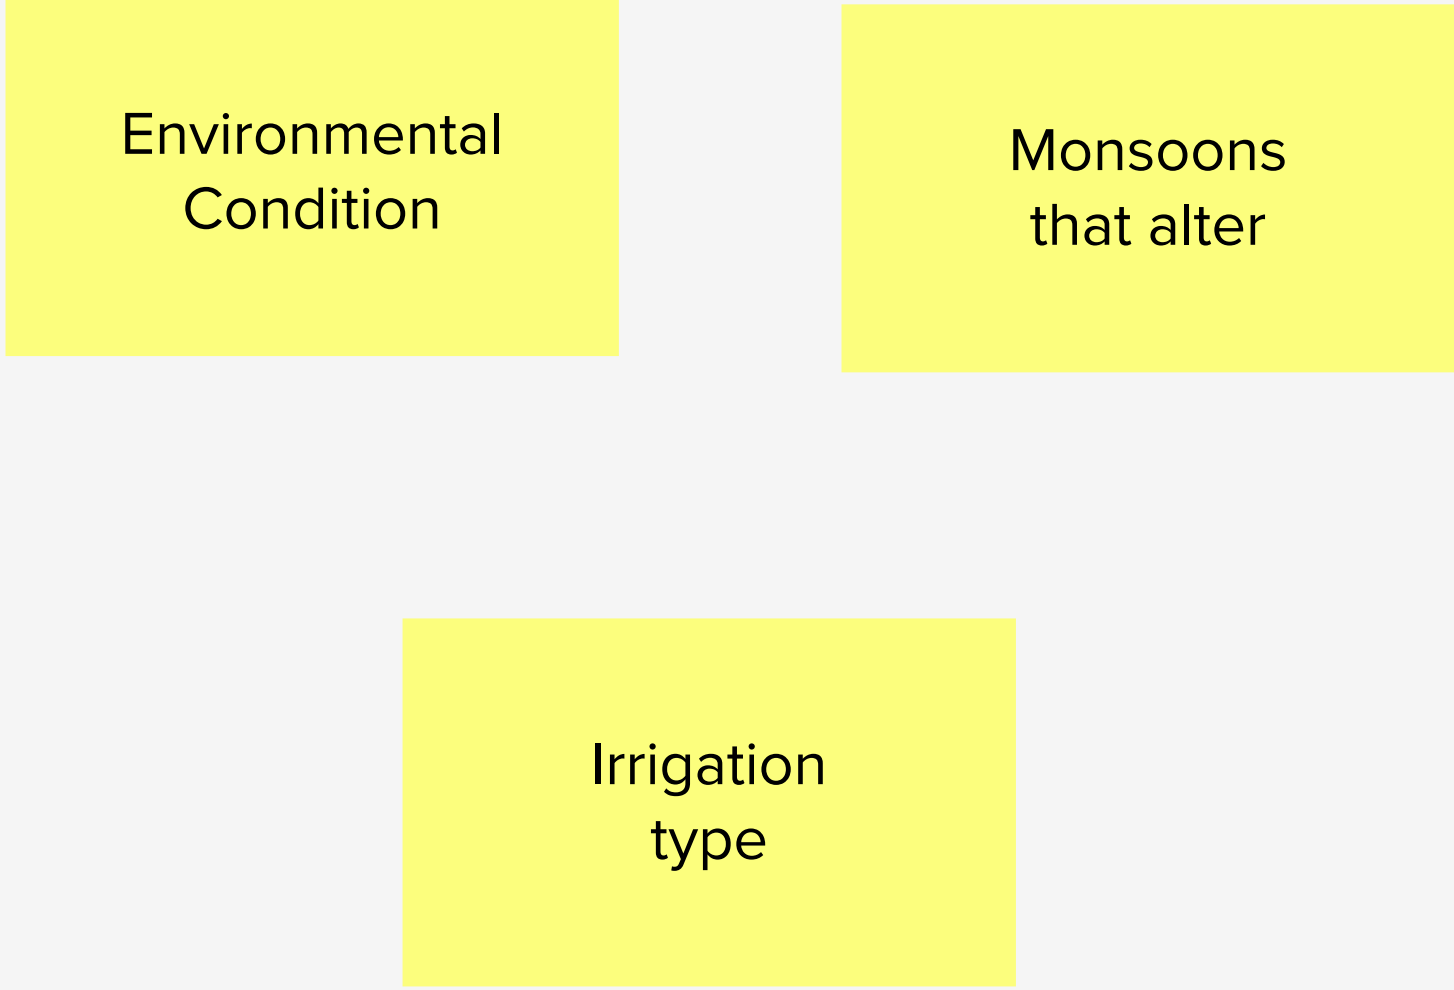 Environmental
Condition
Monsoons
that alter
Irrigation
type